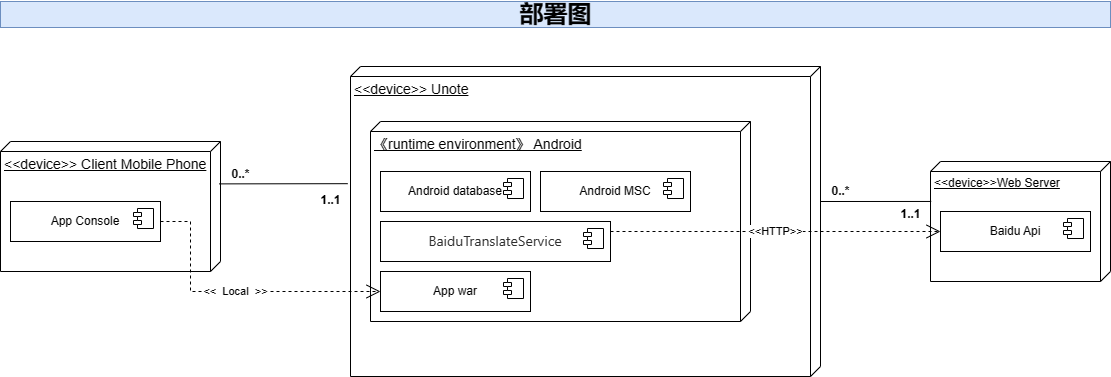 部署图
<<device>> Unote
《runtime environment》 Android
<<device>> Client Mobile Phone
0..*
1..1
App Console
Android database
Android MSC
BaiduTranslateService
App war
<< Local >>
<<HTTP>>
0..*
1..1
<<device>>Web Server
Baidu Api